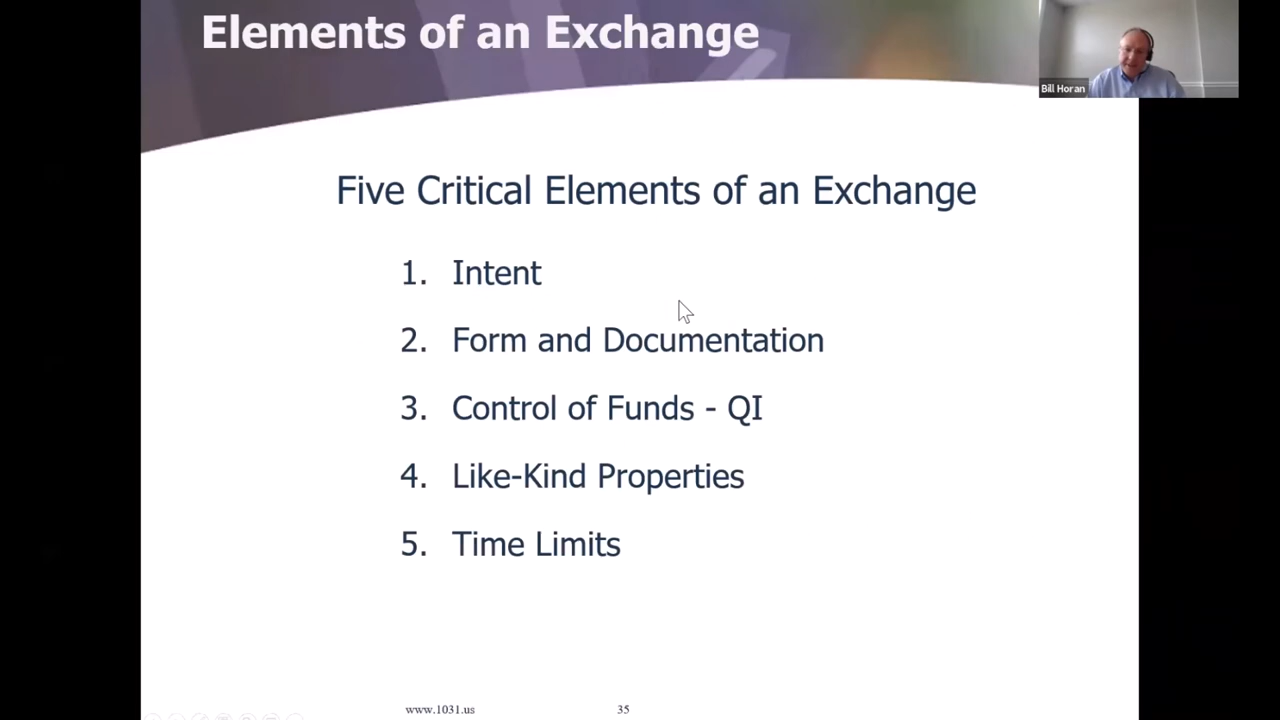 Elements of an Exchange
Bill Horan
Five Critical Elements of an Exchange
1. Intent
2. Form and Documentation
3. Control of Funds - QI
4. Like-Kind Properties
5. Time Limits
www.1031.us 35